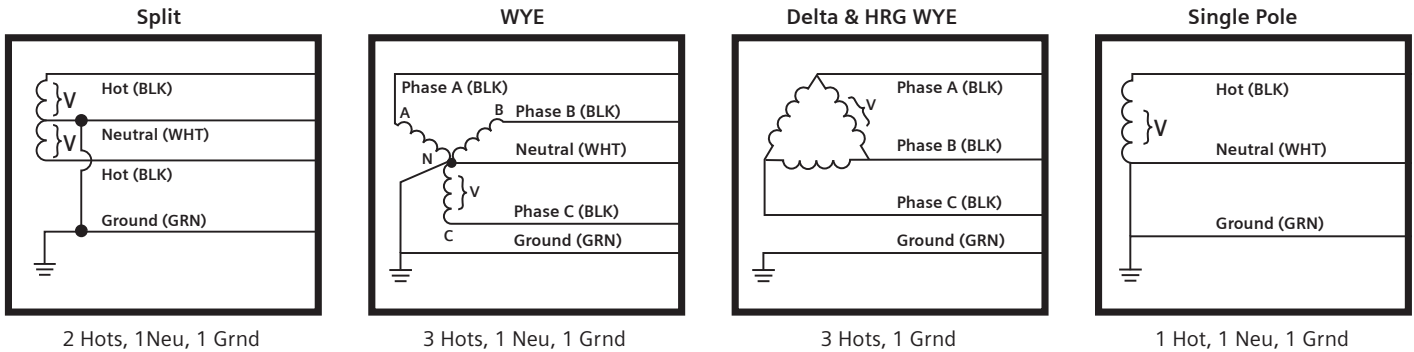 Split
Hot (BLK)
V
Neutral (WHT)
V
Hot (BLK)
Ground (GRN)
2 Hots, 1Neu, 1 Grnd
WYE
Phase A (BLK)
A
B
Phase B (BLK)
N
Neutral (WHT)
V
Phase C (BLK)
C
Ground (GRN)
3 Hots, 1 Neu, 1 Grnd
Delta & HRG WYE
Phase A (BLK)
V
Phase B (BLK)
Phase C (BLK)
Ground (GRN)
3 Hots, 1 Grnd
Single Pole
Hot (BLK)
V
Neutral (WHT)
Ground (GRN)
1 Hot, 1 Neu, 1 Grnd